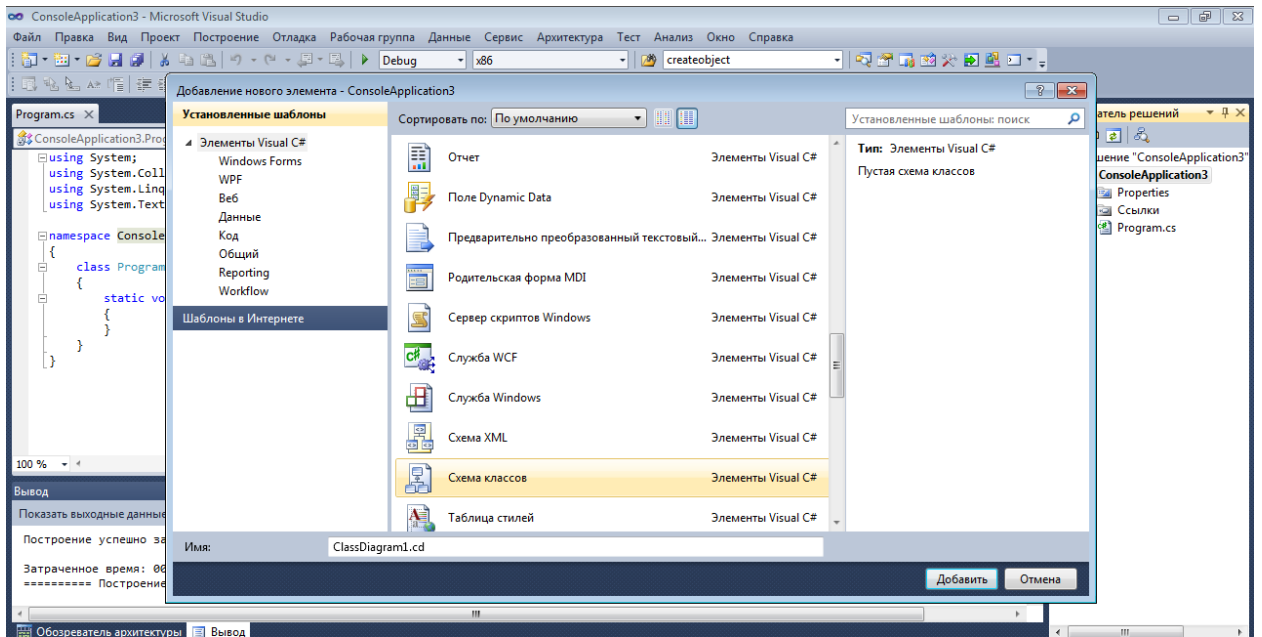 ConsoleApplication3 - Microsoft Visual Studio
Файл Правка Вид Проект Построение Отладка Рабочая группа Данные Сервис Архитектура Тест Анализ Окно Справка
Debug x86 createobject
Добавление нового элемента - ConsoleApplication3
Program.cs
ConsoleApplication3.Prog
using System;
using System.Coll
using System.Linq
using System.Text
namespace Console
{
class Program
{
static vo
{
}
}
}
100 %
Вывод
Показать выходные данные
Построение успешно за
Затраченное время: 00
========== Построение
Обозреватель архитектуры Вывод
Установленные шаблоны
Элементы Visual C#
Windows Forms
WPF
Веб
Данные
Код
Общий
Reporting
Workflow
Шаблоны в Интернете
Сортировать по: По умолчанию
Отчет Элементы Visual C#
Поле Dynamic Data Элементы Visual C#
Предварительно преобразованный текстовый... Элементы Visual C#
Родительская форма MDI Элементы Visual C#
Сервер скриптов Windows Элементы Visual C#
Служба WCF Элементы Visual C#
Служба Windows Элементы Visual C#
Схема XML Элементы Visual C#
Схема классов Элементы Visual C#
Таблица стилей Элементы Visual C#
Установленные шаблоны: поиск
Тип: Элементы Visual C#
Пустая схема классов
Имя: ClassDiagram1.cd
Добавить Отмена
атель решений
шение "ConsoleApplication3"
ConsoleApplication3
Properties
Ссылки
Program.cs